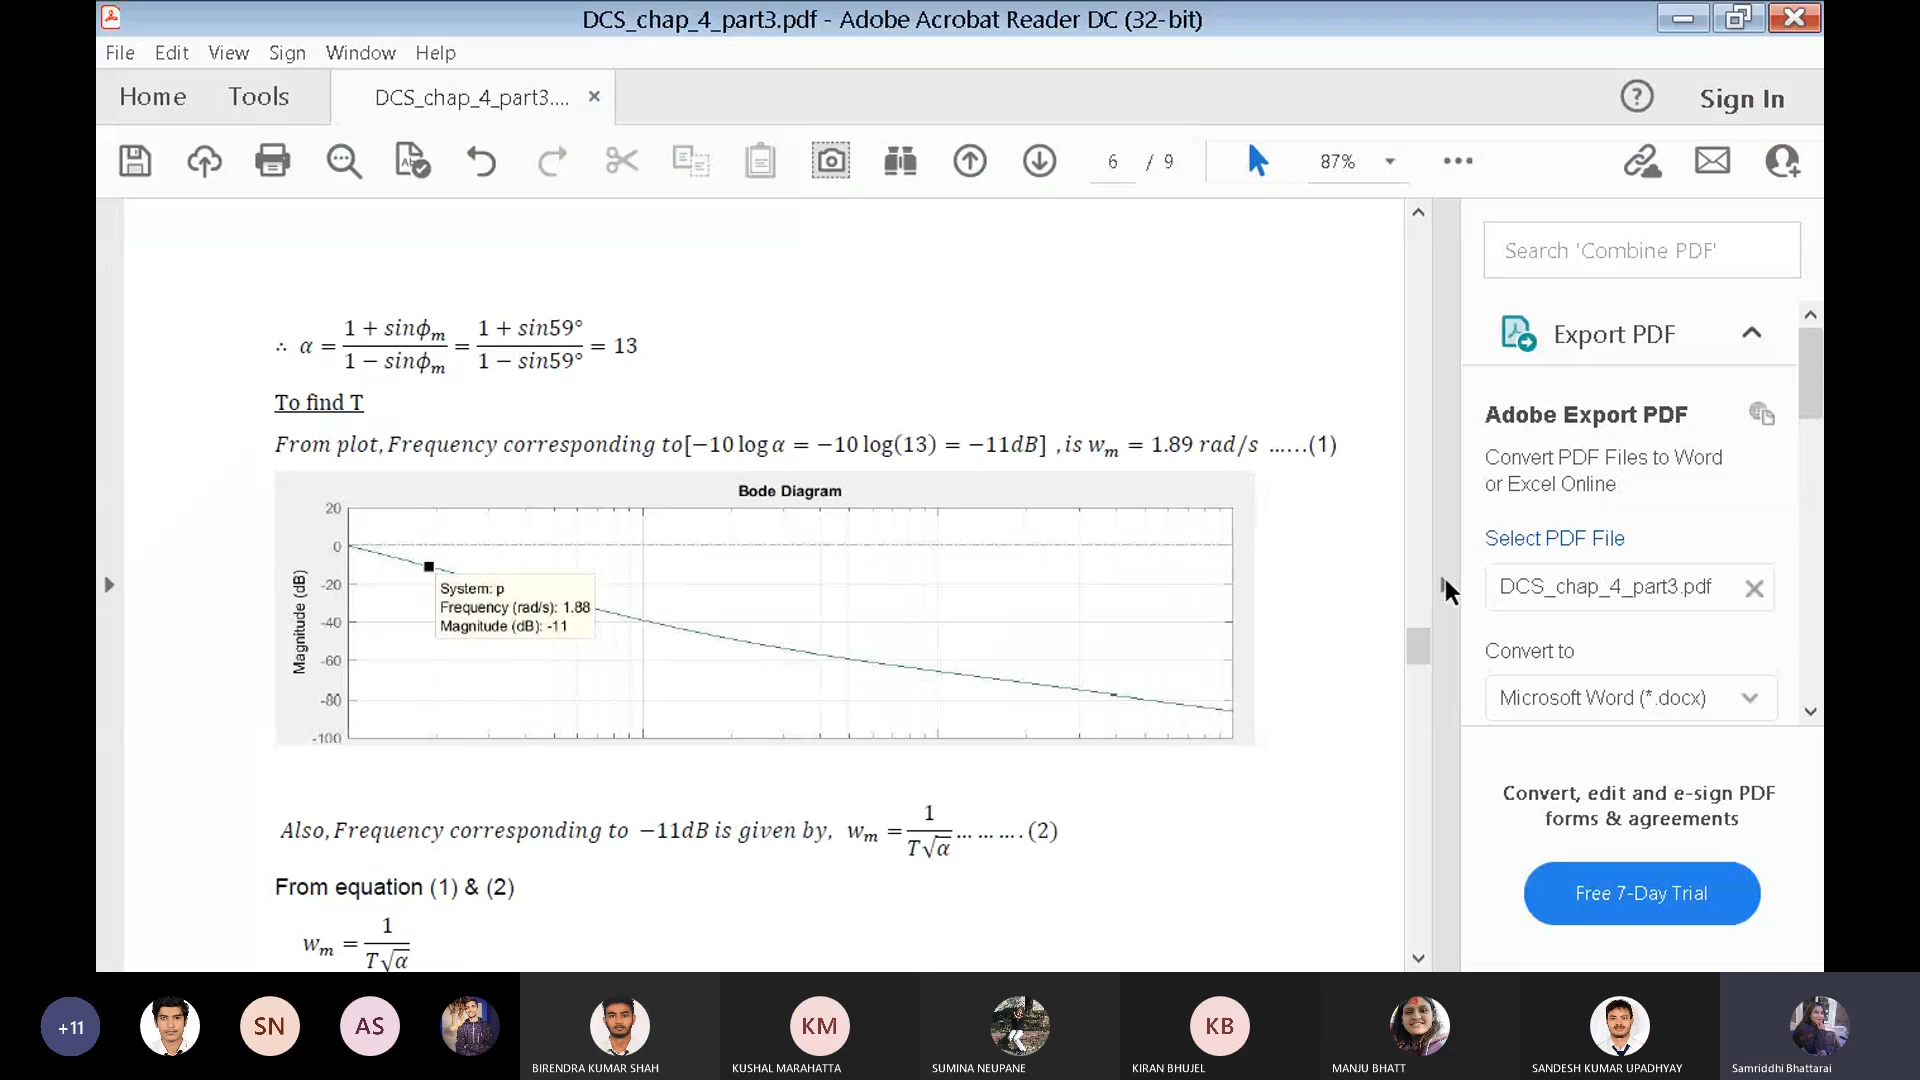 DCS_chap_4_part3.pdf - Adobe Acrobat Reader DC (32-bit)
File Edit View Sign Window Help
Home Tools DCS_chap_4_part3.... × ? Sign In
6 / 9 87% •••
Search 'Combine PDF'
Export PDF
∴ α = (1 + sinϕₘ)/(1 − sinϕₘ) = (1 + sin59°)/(1 − sin59°) = 13
To find T
From plot, Frequency corresponding to[−10 log α = −10 log(13) = −11dB] , is wₘ = 1.89 rad/s ……(1)
Bode Diagram
20
0
-20
-40
-60
-80
-100
Magnitude (dB)
System: p
Frequency (rad/s): 1.88
Magnitude (dB): -11
Also, Frequency corresponding to −11dB is given by, wₘ = 1/(T√α) … … … . (2)
From equation (1) & (2)
wₘ = 1/(T√α)
Adobe Export PDF
Convert PDF Files to Word
or Excel Online
Select PDF File
DCS_chap_4_part3.pdf
Convert to
Microsoft Word (*.docx)
Convert, edit and e-sign PDF
forms & agreements
Free 7-Day Trial
+11
SN
AS
BIRENDRA KUMAR SHAH
KM
KUSHAL MARAHATTA
SUMINA NEUPANE
KB
KIRAN BHUJEL
MANJU BHATT
SANDESH KUMAR UPADHYAY
Samriddhi Bhattarai